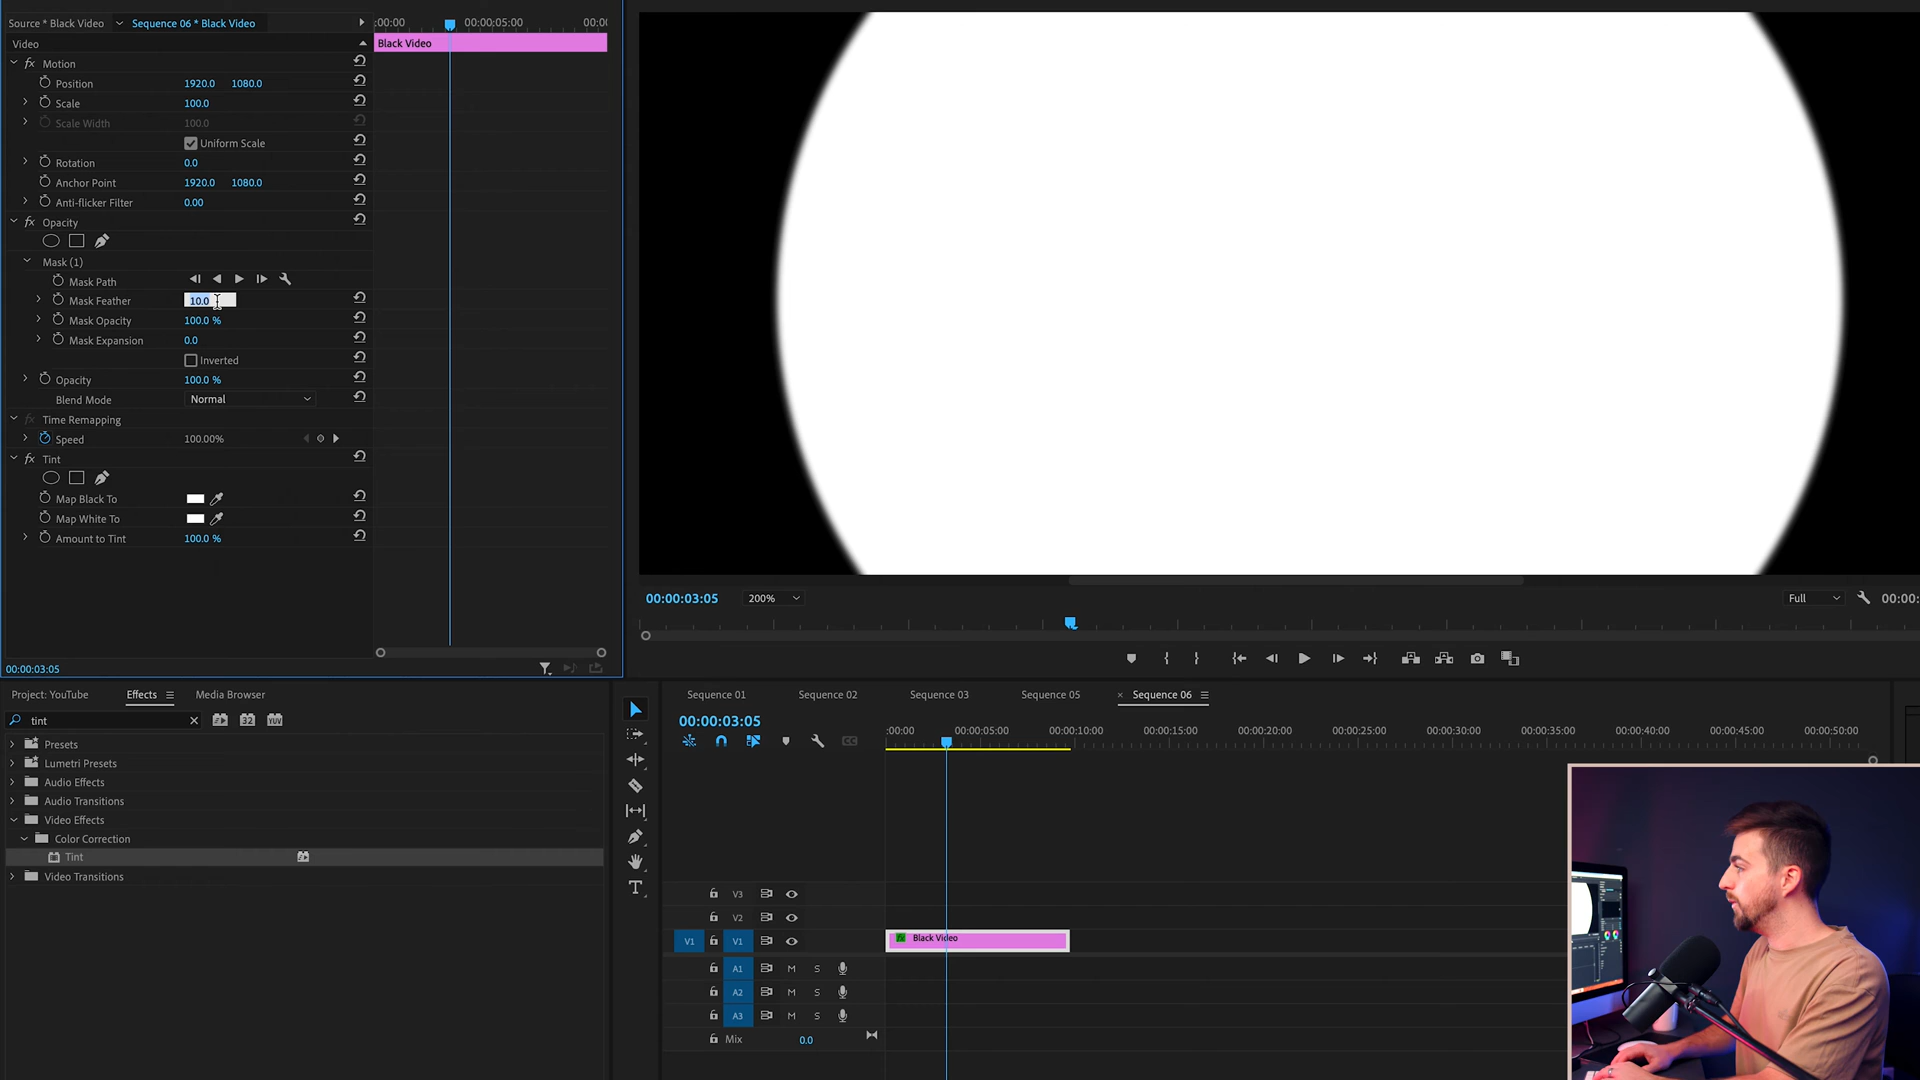 Source * Black Video
Sequence 06 * Black Video
:00:00
00:00:05:00
00:00
Video
Black Video
fx Motion
Position 1920.0 1080.0
Scale 100.0
Scale Width 100.0
Uniform Scale
Rotation 0.0
Anchor Point 1920.0 1080.0
Anti-flicker Filter 0.00
fx Opacity
Mask (1)
Mask Path
Mask Feather 10.0
Mask Opacity 100.0 %
Mask Expansion 0.0
Inverted
Opacity 100.0 %
Blend Mode Normal
fx Time Remapping
Speed 100.00%
fx Tint
Map Black To
Map White To
Amount to Tint 100.0 %
00:00:03:05
00:00:03:05
200%
Full
00:00:
Project: YouTube
Effects
Media Browser
tint
32
YUV
Presets
Lumetri Presets
Audio Effects
Audio Transitions
Video Effects
Color Correction
Tint
Video Transitions
T
Sequence 01
Sequence 02
Sequence 03
Sequence 05
× Sequence 06
00:00:03:05
CC
:00:00
00:00:05:00
00:00:10:00
00:00:15:00
00:00:20:00
00:00:25:00
00:00:30:00
00:00:35:00
00:00:40:00
00:00:45:00
00:00:50:00
V3
V2
V1 V1
fx Black Video
A1 M S
A2 M S
A3 M S
Mix 0.0